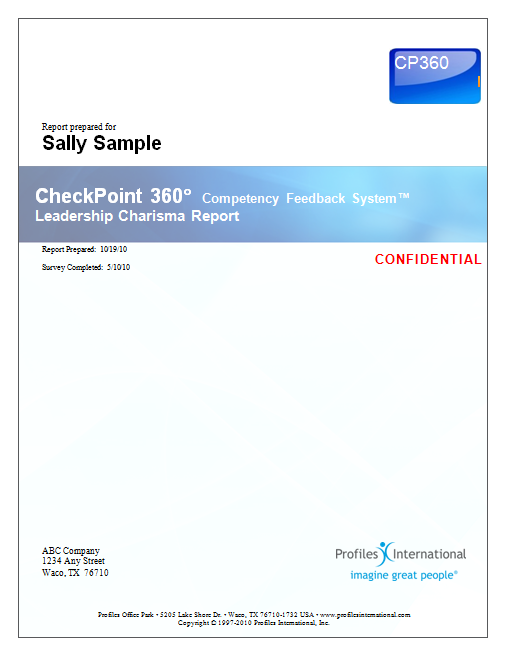 CP360
Report prepared for
Sally Sample
CheckPoint 360° Competency Feedback System™
Leadership Charisma Report
Report Prepared: 10/19/10
CONFIDENTIAL
Survey Completed: 5/10/10
ABC Company
1234 Any Street
Waco, TX 76710
Profiles International
imagine great people®
Profiles Office Park • 5205 Lake Shore Dr. • Waco, TX 76710-1732 USA • www.profilesinternational.com
Copyright © 1997-2010 Profiles International, Inc.